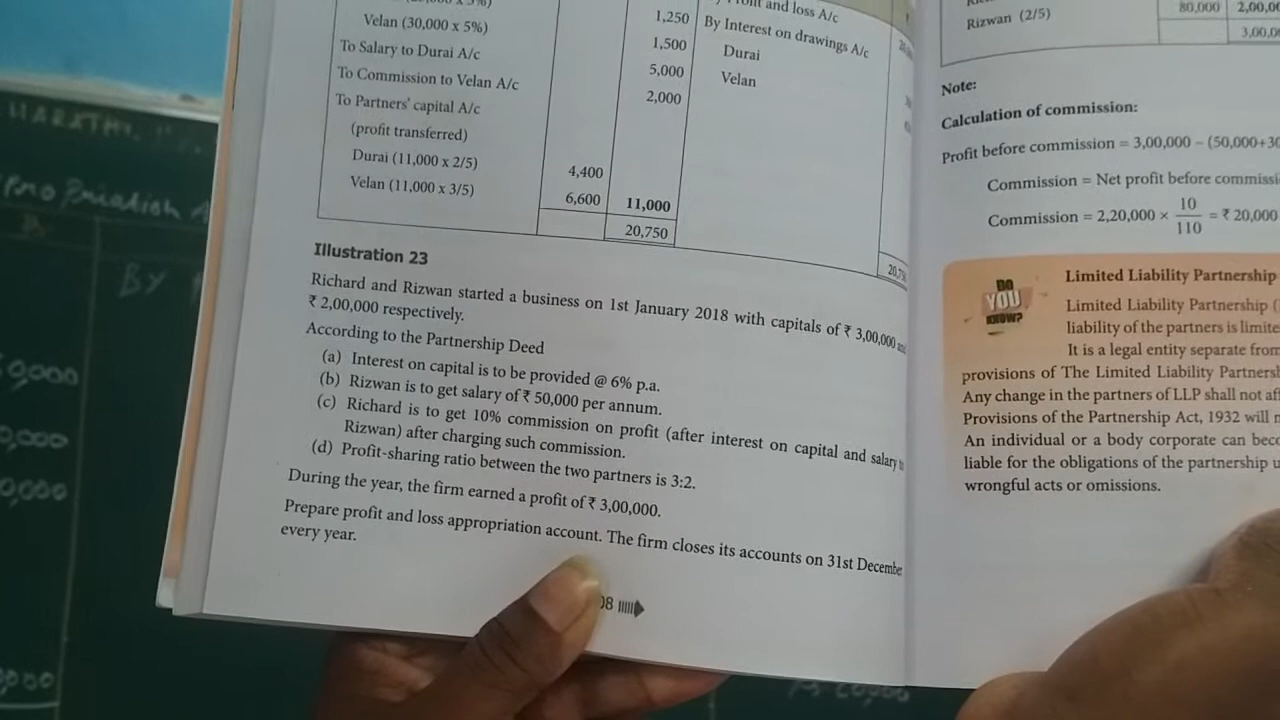 Velan (30,000 x 5%)
To Salary to Durai A/c
To Commission to Velan A/c
To Partners' capital A/c
(profit transferred)
Durai (11,000 x 2/5)
Velan (11,000 x 3/5)
4,400
6,600
1,250
1,500
5,000
2,000
11,000
20,750
and loss A/c
By Interest on drawings A/c
Durai
Velan
Illustration 23
Richard and Rizwan started a business on 1st January 2018 with capitals of ₹ 3,00,000
₹ 2,00,000 respectively.
According to the Partnership Deed
(a) Interest on capital is to be provided @ 6% p.a.
(b) Rizwan is to get salary of ₹ 50,000 per annum.
(c) Richard is to get 10% commission on profit (after interest on capital and salary
Rizwan) after charging such commission.
(d) Profit-sharing ratio between the two partners is 3:2.
During the year, the firm earned a profit of ₹ 3,00,000.
Prepare profit and loss appropriation account. The firm closes its accounts on 31st December
every year.
Rizwan (2/5)
80,000
Note:
Calculation of commission:
Profit before commission = 3,00,000 – (50,000+
Commission = Net profit before
Commission = 2,20,000 × 10/110 = ₹ 20,000
DO YOU KNOW?
Limited Liability Partnership
Limited Liability Partnership (
liability of the partners is
It is a legal entity separate from
provisions of The Limited Liability
Any change in the partners of LLP shall not
Provisions of the Partnership Act, 1932 will
An individual or a body corporate can
liable for the obligations of the partnership
wrongful acts or omissions.
By